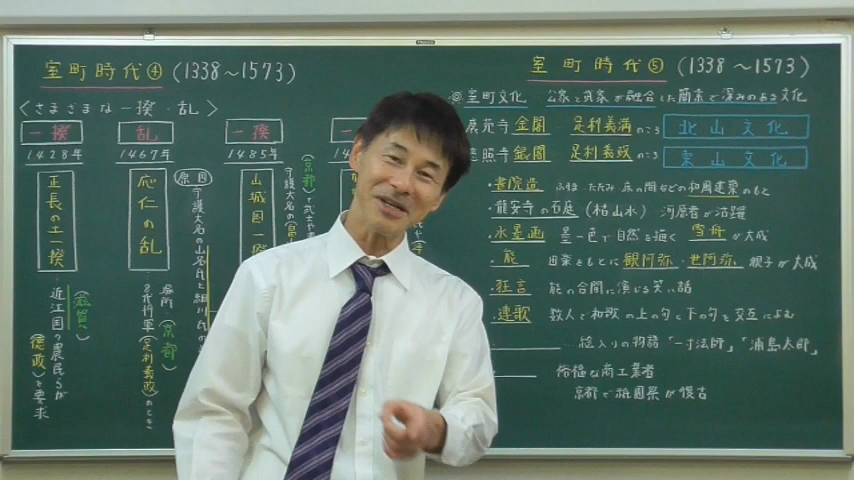 室町時代④(1338〜1573)
〈さまざまな一揆・乱〉
一揆
1428年
正長の土一揆
近江国の農民らが
(滋賀)
(徳政)を要求
乱
1467年
応仁の乱
原因
守護大名の山名氏と細川氏の
場所(京都)
8代将軍(足利義政)のとき
一揆
1485年
山城国一揆
(京都)
守護大名の
室町時代⑤(1338〜1573)
◎室町文化 公家と武家が融合した簡素で深みのある文化
鹿苑寺金閣 足利義満のころ 北山文化
慈照寺銀閣 足利義政のころ 東山文化
・書院造 ふすま・たたみ 床の間などの和風建築のもと
・龍安寺の石庭(枯山水) 河原者が活躍
・水墨画 墨一色で自然を描く 雪舟が大成
・能 田楽をもとに観阿弥・世阿弥親子が大成
・狂言 能の合間に演じる笑い話
・連歌 数人で和歌の上の句と下の句を交互によむ
・ 絵入りの物語「一寸法師」「浦島太郎」
・ 裕福な商工業者
京都で祇園祭が復古